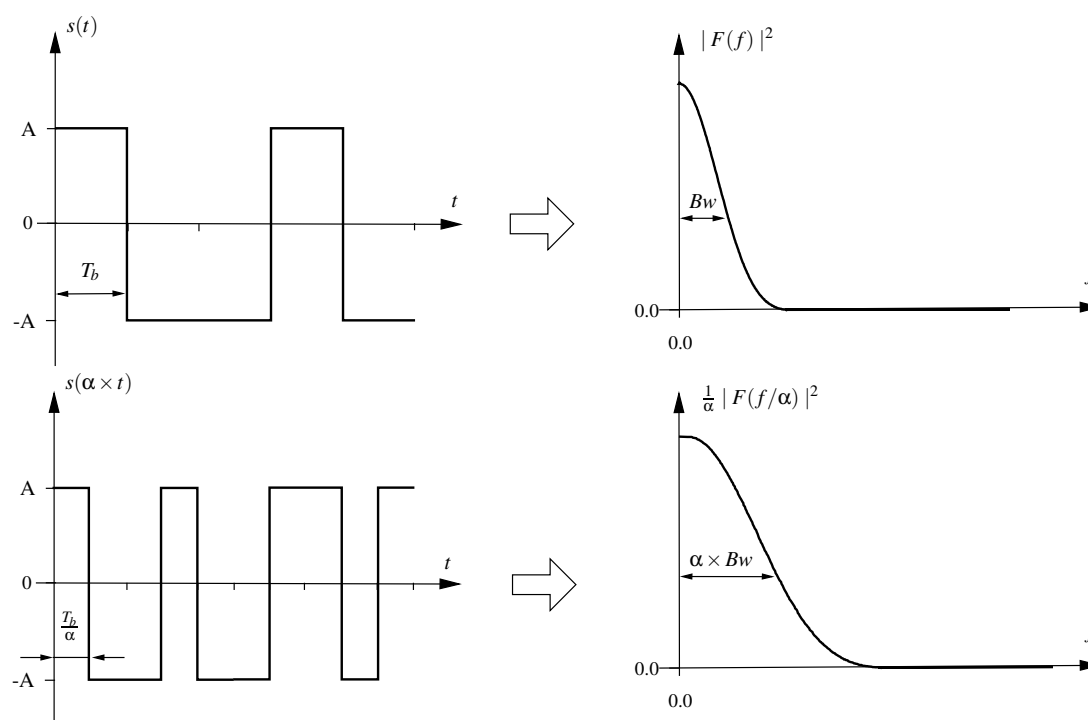 s(t)
A
0
t
T_b
-A
| F(f) |²
Bw
0.0
0.0
s(α × t)
A
0
t
T_b/α
-A
1/α | F(f/α) |²
α × Bw
0.0
0.0